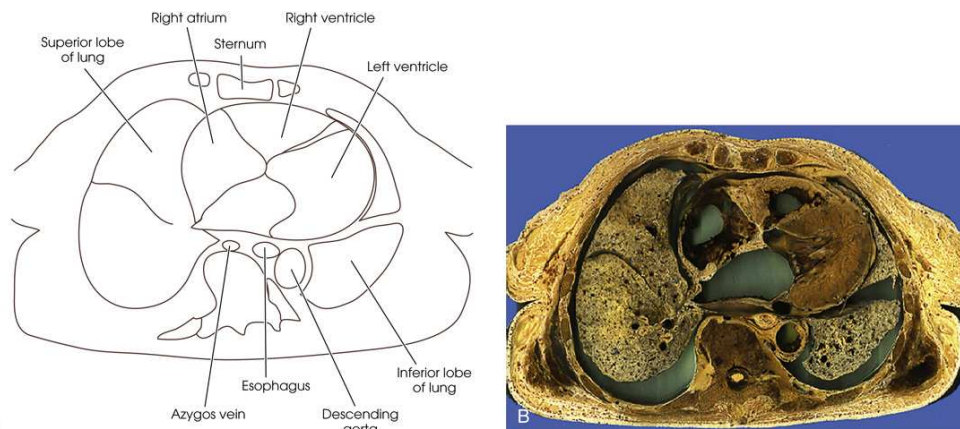 Right atrium
Right ventricle
Superior lobe
of lung
Sternum
Left ventricle
Esophagus
Inferior lobe
of lung
Azygos vein
Descending
aorta
B